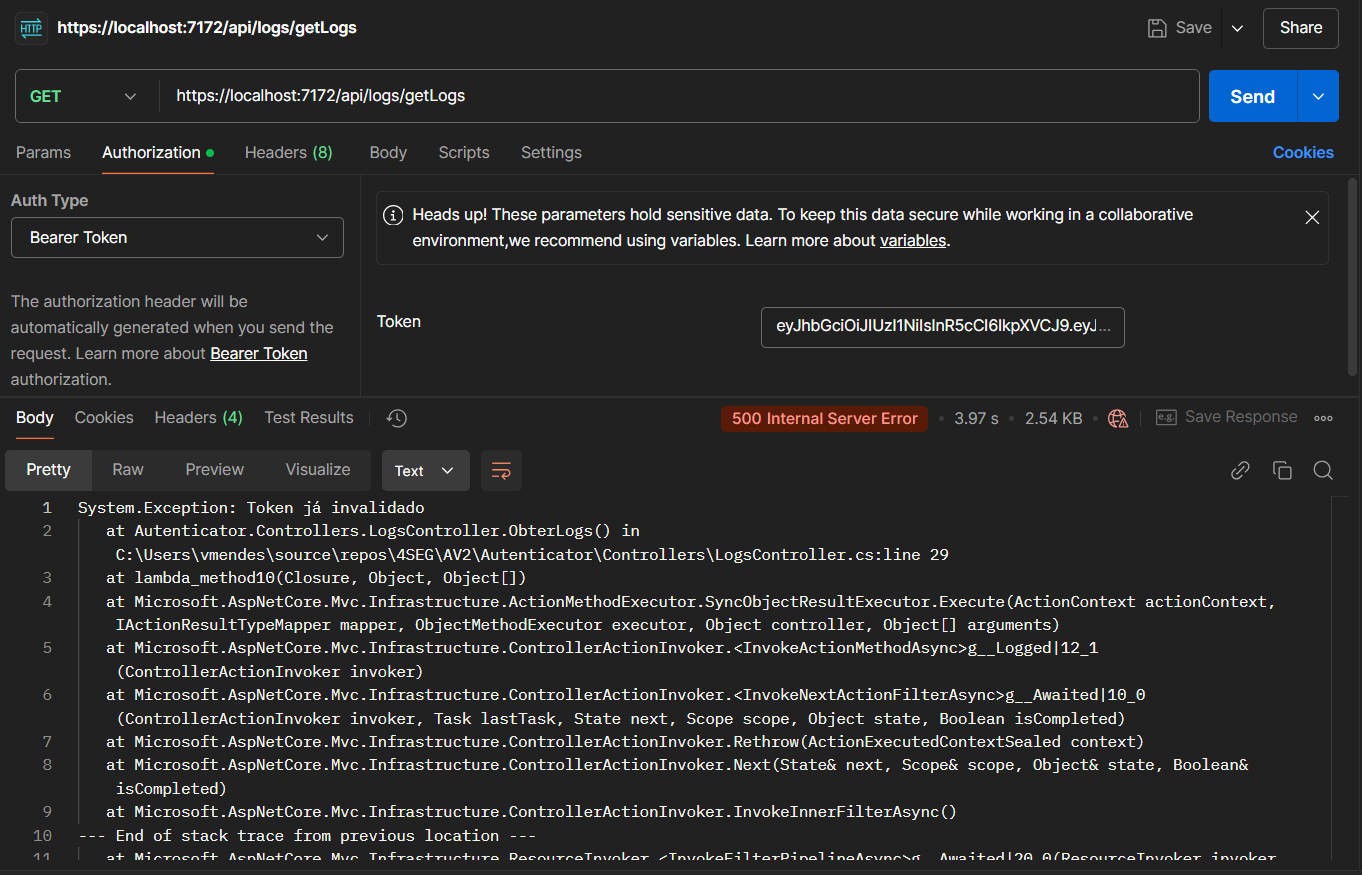 HTTP https://localhost:7172/api/logs/getLogs Save Share
GET https://localhost:7172/api/logs/getLogs Send
Params Authorization Headers (8) Body Scripts Settings Cookies
Auth Type
Bearer Token
The authorization header will be
automatically generated when you send the
request. Learn more about Bearer Token
authorization.
Heads up! These parameters hold sensitive data. To keep this data secure while working in a collaborative
environment,we recommend using variables. Learn more about variables.
Token eyJhbGciOiJIUzI1NiIsInR5cCI6IkpXVCJ9.eyJ...
Body Cookies Headers (4) Test Results 500 Internal Server Error 3.97 s 2.54 KB e.g. Save Response
Pretty Raw Preview Visualize Text
1 System.Exception: Token já invalidado
2 at Autenticator.Controllers.LogsController.ObterLogs() in
C:\Users\vmendes\source\repos\4SEG\AV2\Autenticator\Controllers\LogsController.cs:line 29
3 at lambda_method10(Closure, Object, Object[])
4 at Microsoft.AspNetCore.Mvc.Infrastructure.ActionMethodExecutor.SyncObjectResultExecutor.Execute(ActionContext actionContext,
IActionResultTypeMapper mapper, ObjectMethodExecutor executor, Object controller, Object[] arguments)
5 at Microsoft.AspNetCore.Mvc.Infrastructure.ControllerActionInvoker.<InvokeActionMethodAsync>g__Logged|12_1
(ControllerActionInvoker invoker)
6 at Microsoft.AspNetCore.Mvc.Infrastructure.ControllerActionInvoker.<InvokeNextActionFilterAsync>g__Awaited|10_0
(ControllerActionInvoker invoker, Task lastTask, State next, Scope scope, Object state, Boolean isCompleted)
7 at Microsoft.AspNetCore.Mvc.Infrastructure.ControllerActionInvoker.Rethrow(ActionExecutedContextSealed context)
8 at Microsoft.AspNetCore.Mvc.Infrastructure.ControllerActionInvoker.Next(State& next, Scope& scope, Object& state, Boolean&
isCompleted)
9 at Microsoft.AspNetCore.Mvc.Infrastructure.ControllerActionInvoker.InvokeInnerFilterAsync()
10 --- End of stack trace from previous location ---
11 at Microsoft.AspNetCore.Mvc.Infrastructure.ResourceInvoker.<InvokeFilterPipelineAsync>g__Awaited|20_0(ResourceInvoker invoker,